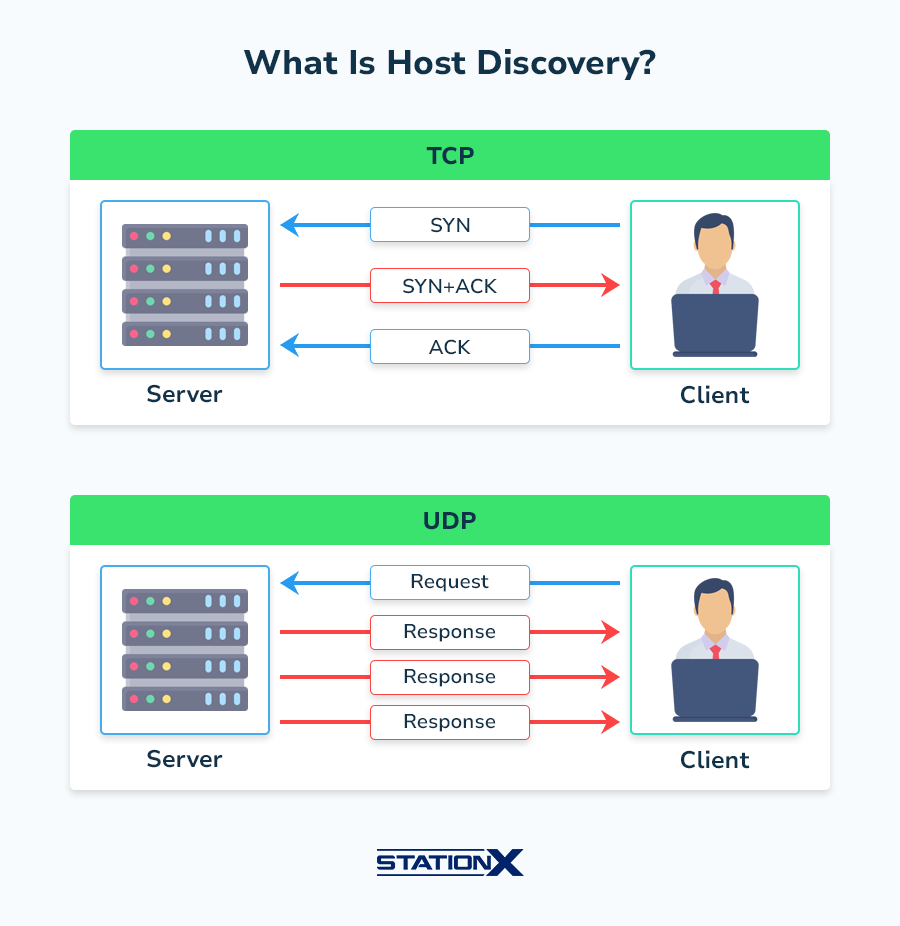 What Is Host Discovery?
TCP
SYN
SYN+ACK
ACK
Server
Client
UDP
Request
Response
Response
Response
Server
Client
STATIONX